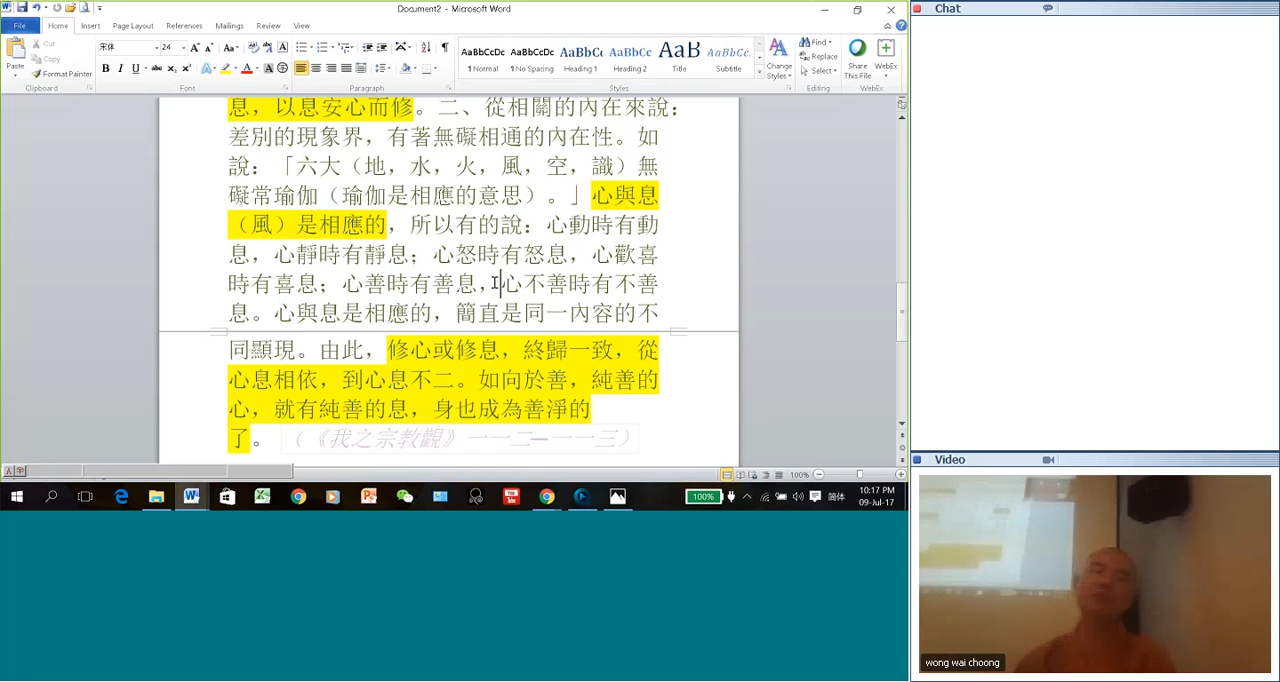 Document2 - Microsoft Word
Chat
File Home Insert Page Layout References Mailings Review View
Cut
Copy
Format Painter
Paste
Clipboard
宋体 24
Font
Paragraph
AaBbCcDc AaBbCcDc AaBbCc AaBbCc AaB AaBbCc.
¶ Normal ¶ No Spacing Heading 1 Heading 2 Title Subtitle
Styles
Change Styles
Find
Replace
Select
Editing
Share This File
WebEx
WebEx
息，以息安心而修。二、從相關的內在來說：
差別的現象界，有著無礙相通的內在性。如
說：「六大（地，水，火，風，空，識）無
礙常瑜伽（瑜伽是相應的意思）。」心與息
（風）是相應的，所以有的說：心動時有動
息，心靜時有靜息；心怒時有怒息，心歡喜
時有喜息；心善時有善息，心不善時有不善
息。心與息是相應的，簡直是同一內容的不
同顯現。由此，修心或修息，終歸一致，從
心息相依，到心息不二。如向於善，純善的
心，就有純善的息，身也成為善淨的
了。（《我之宗教觀》一一二─一一三）
100%
Video
100%
简体
10:17 PM
09-Jul-17
wong wai choong